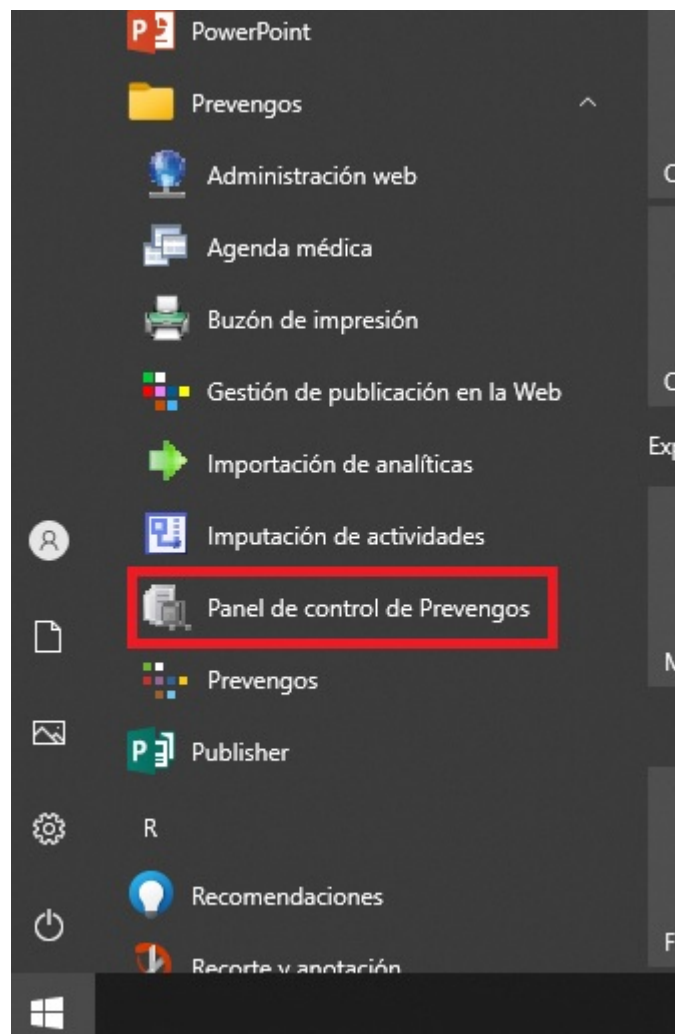 PowerPoint
Prevengos
Administración web
Agenda médica
Buzón de impresión
Gestión de publicación en la Web
Importación de analíticas
Imputación de actividades
Panel de control de Prevengos
Prevengos
Publisher
R
Recomendaciones
Recorte y anotación